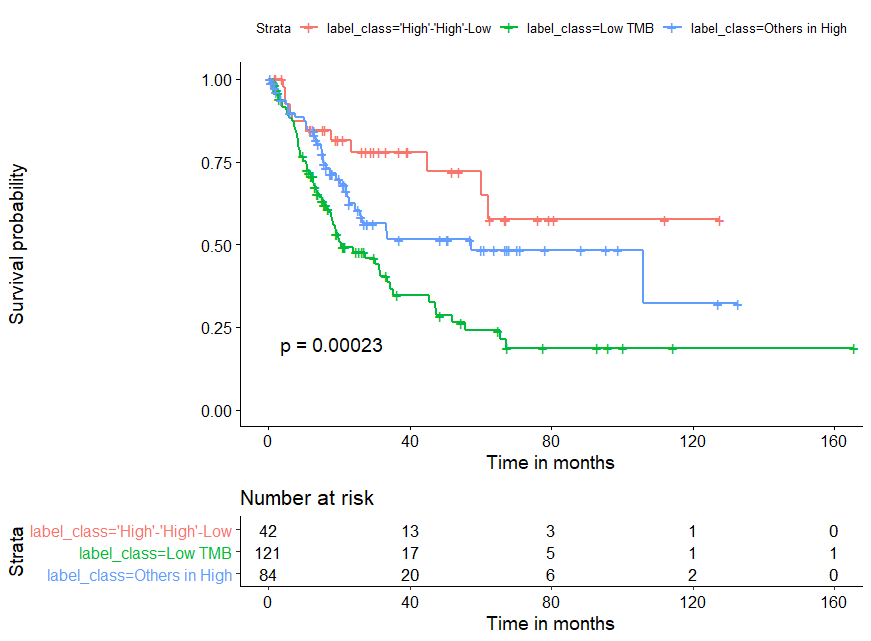 Strata label_class='High'-'High'-Low label_class=Low TMB label_class=Others in High
Survival probability
1.00
0.75
0.50
0.25
0.00
p = 0.00023
0 40 80 120 160
Time in months
Number at risk
Strata
label_class='High'-'High'-Low 42 13 3 1 0
label_class=Low TMB 121 17 5 1 1
label_class=Others in High 84 20 6 2 0
0 40 80 120 160
Time in months